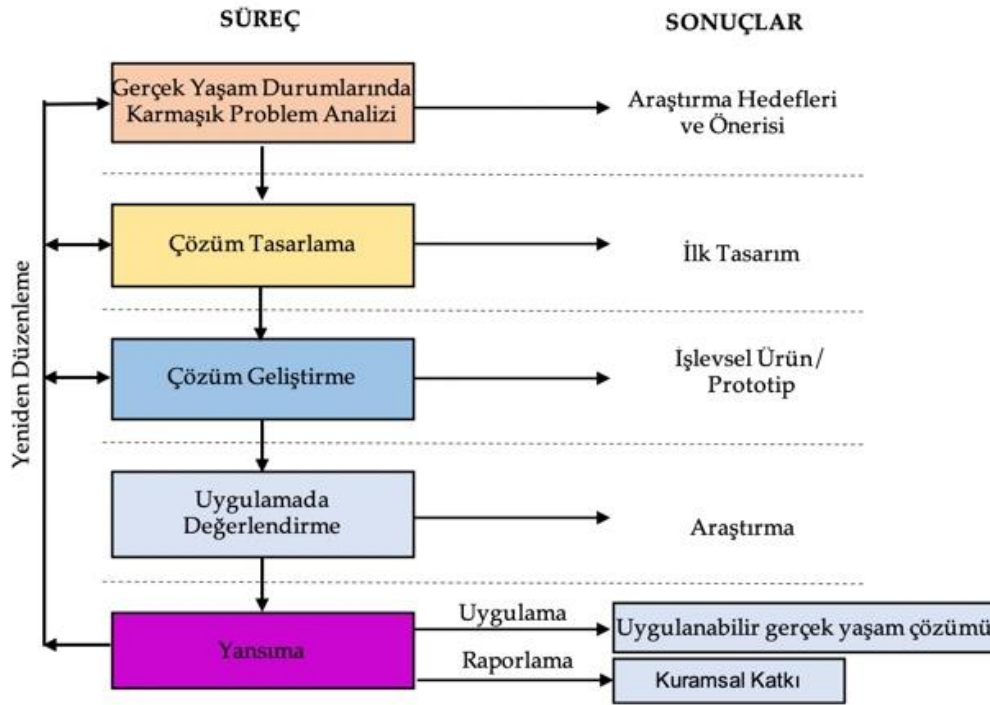 SÜREÇ
SONUÇLAR
Gerçek Yaşam Durumlarında
Karmaşık Problem Analizi
Araştırma Hedefleri
ve Önerisi
Çözüm Tasarlama
İlk Tasarım
Yeniden Düzenleme
Çözüm Geliştirme
İşlevsel Ürün/
Prototip
Uygulamada
Değerlendirme
Araştırma
Yansıma
Uygulama
Uygulanabilir gerçek yaşam çözümü
Raporlama
Kuramsal Katkı